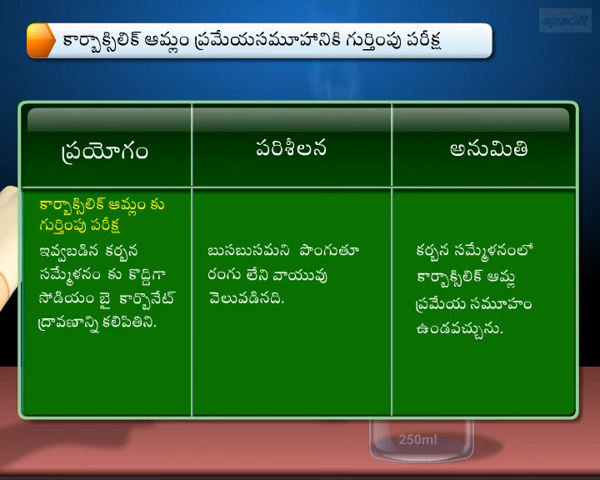 spsoft
కార్బాక్సిలిక్ ఆమ్లం ప్రమేయసమూహానికి గుర్తింపు పరీక్ష
ప్రయోగం
పరిశీలన
అనుమితి
కార్బాక్సిలిక్ ఆమ్లం కు
గుర్తింపు పరీక్ష
ఇవ్వబడిన కర్బన
సమ్మేళనం కు కొద్దిగా
సోడియం బై కార్బొనేట్
ద్రావణాన్ని కలిపితిని.
బుసబుసమని పొంగుతూ
రంగు లేని వాయువు
వెలువడినది.
కర్బన సమ్మేళనంలో
కార్బాక్సిలిక్ ఆమ్ల
ప్రమేయ సమూహం
ఉండవచ్చును.
250ml